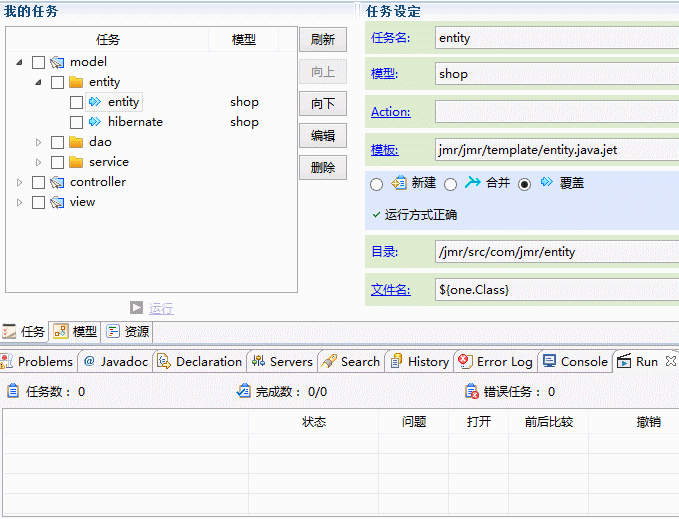 我的任务
任务 模型
model
entity
entity shop
hibernate shop
dao
service
controller
view
刷新
向上
向下
编辑
删除
运行
任务 模型 资源
任务设定
任务名: entity
模型: shop
Action:
模板: jmr/jmr/template/entity.java.jet
新建 合并 覆盖
运行方式正确
目录: /jmr/src/com/jmr/entity
文件名: ${one.Class}
Problems @ Javadoc Declaration Servers Search History Error Log Console Run
任务数： 0 完成数： 0/0 错误任务： 0
状态 问题 打开 前后比较 撤销